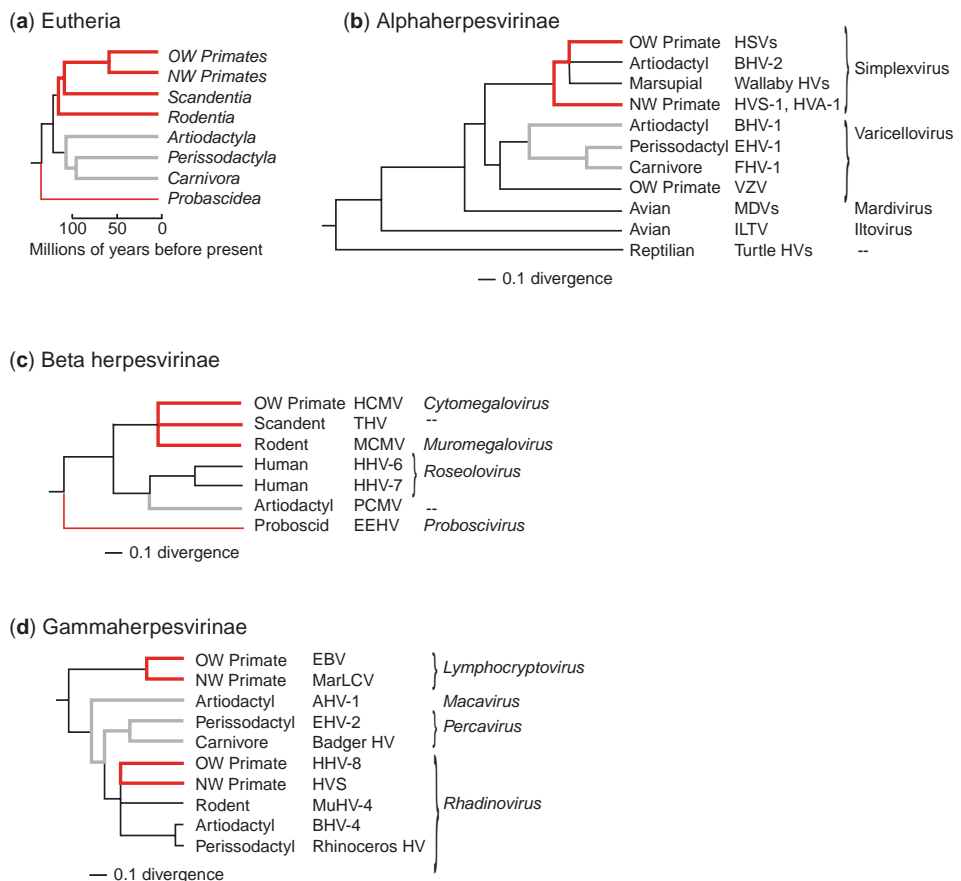 (a) Eutheria
OW Primates
NW Primates
Scandentia
Rodentia
Artiodactyla
Perissodactyla
Carnivora
Probascidea
100 50 0
Millions of years before present
(b) Alphaherpesvirinae
OW Primate HSVs
Artiodactyl BHV-2
Marsupial Wallaby HVs
NW Primate HVS-1, HVA-1
Simplexvirus
Artiodactyl BHV-1
Perissodactyl EHV-1
Carnivore FHV-1
OW Primate VZV
Varicellovirus
Avian MDVs Mardivirus
Avian ILTV Iltovirus
Reptilian Turtle HVs --
0.1 divergence
(c) Beta herpesvirinae
OW Primate HCMV Cytomegalovirus
Scandent THV --
Rodent MCMV Muromegalovirus
Human HHV-6
Human HHV-7
Roseolovirus
Artiodactyl PCMV --
Proboscid EEHV Proboscivirus
0.1 divergence
(d) Gammaherpesvirinae
OW Primate EBV
NW Primate MarLCV
Lymphocryptovirus
Artiodactyl AHV-1 Macavirus
Perissodactyl EHV-2
Carnivore Badger HV
Percavirus
OW Primate HHV-8
NW Primate HVS
Rodent MuHV-4
Artiodactyl BHV-4
Perissodactyl Rhinoceros HV
Rhadinovirus
0.1 divergence